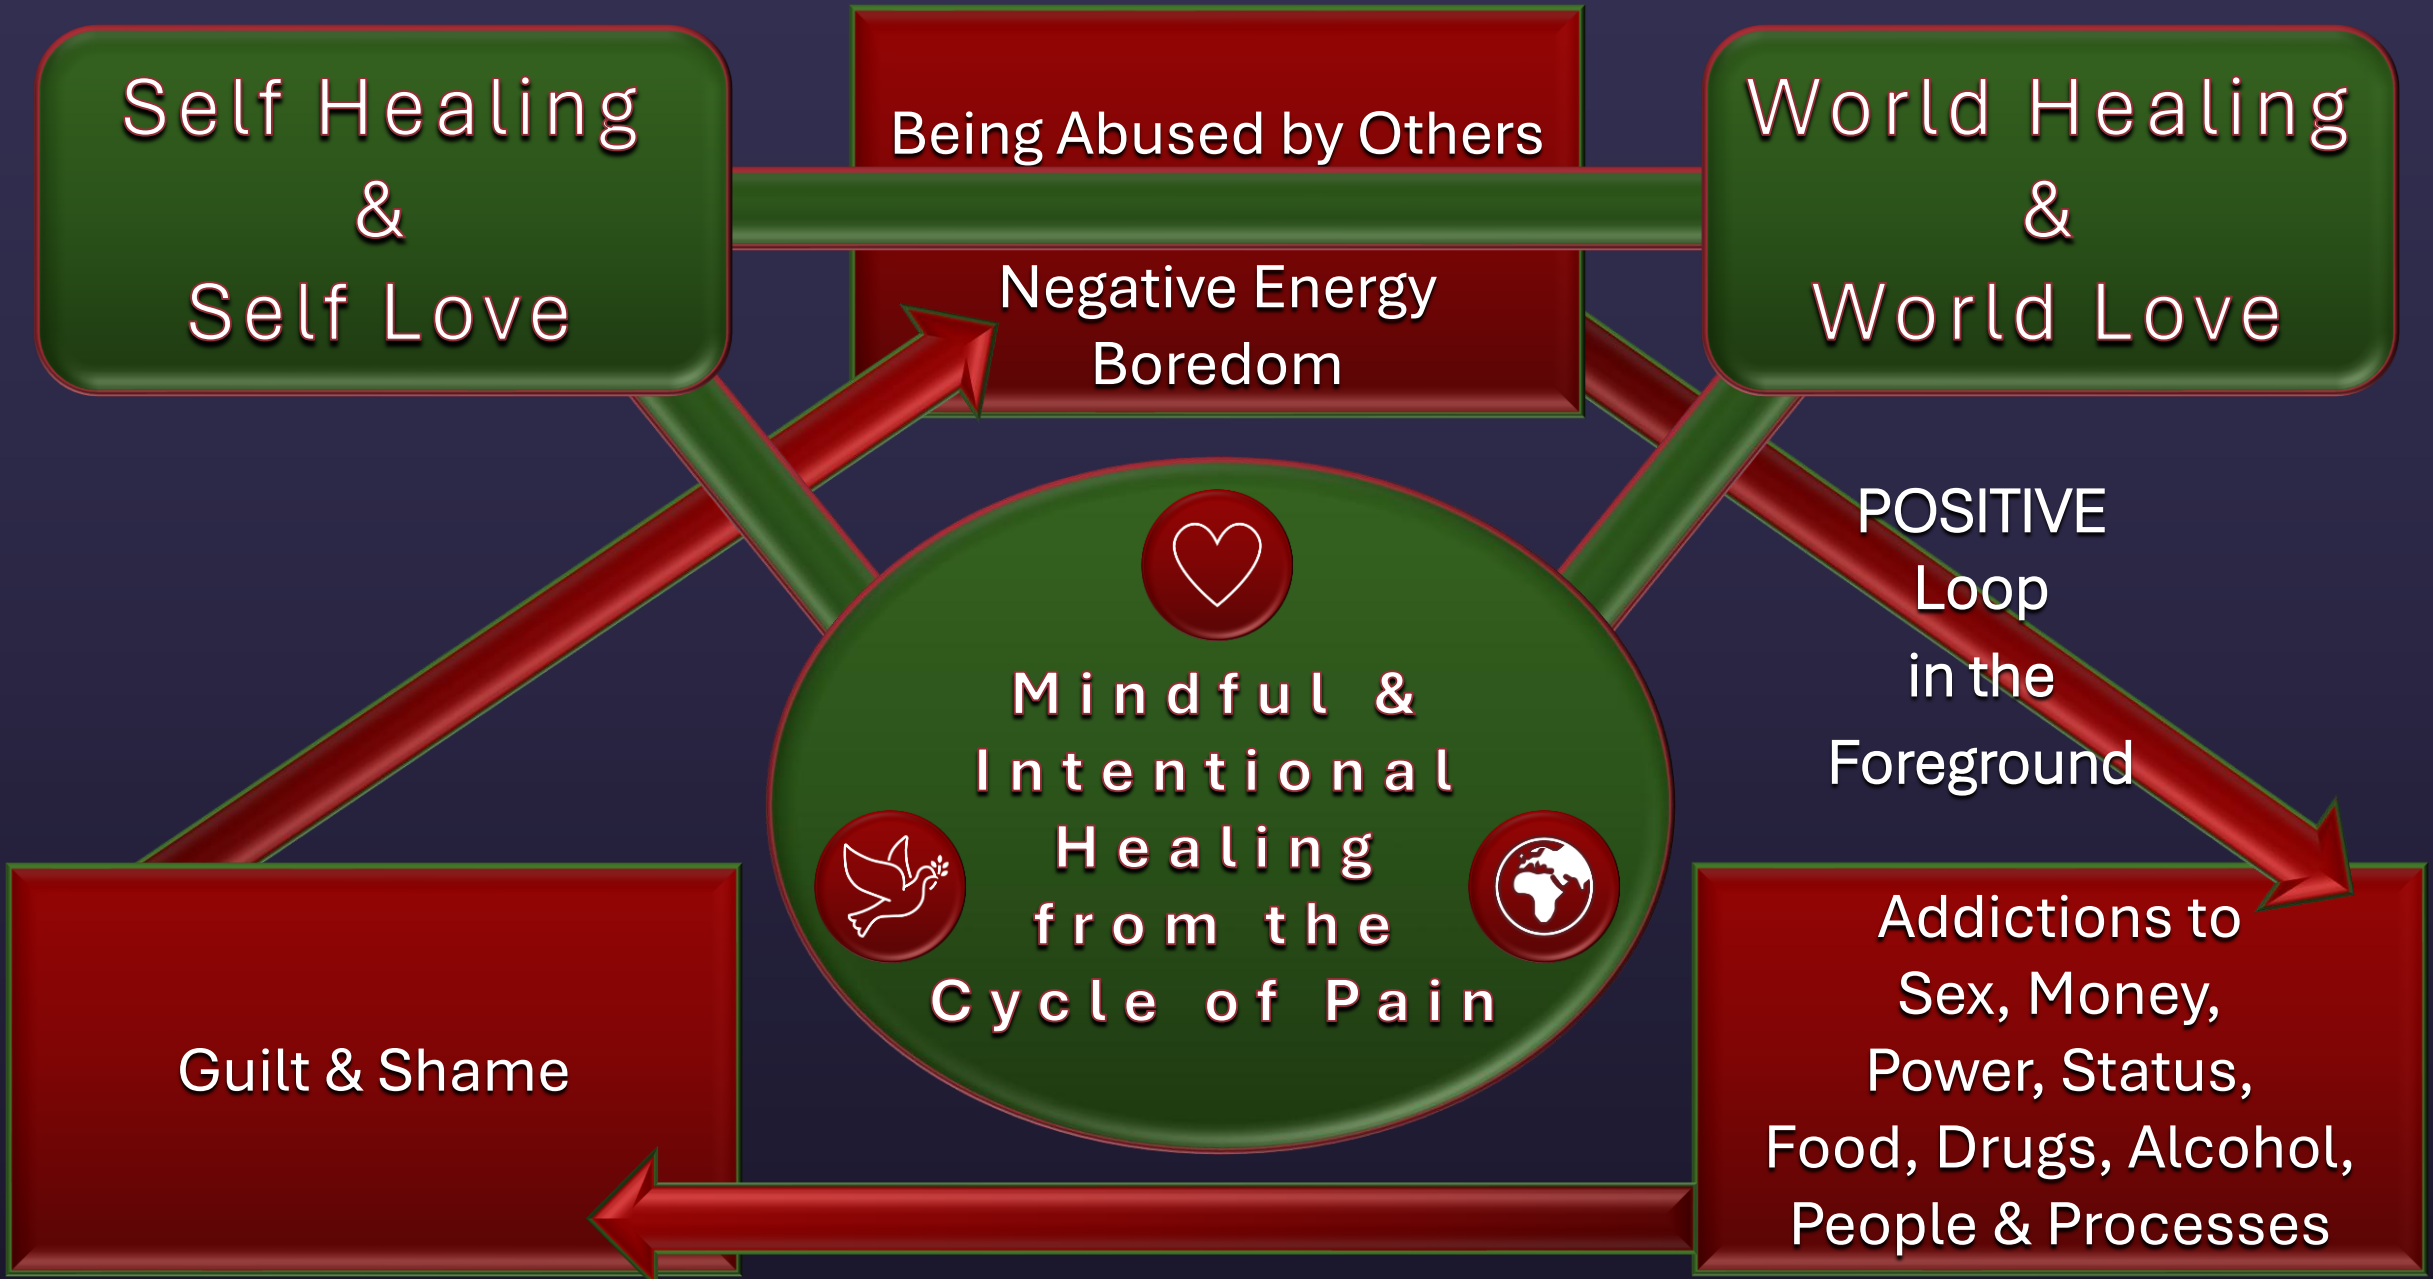 Self Healing
&
Self Love
Being Abused by Others
Negative Energy
Boredom
World Healing
&
World Love
POSITIVE
Loop
in the
Foreground
Mindful &
Intentional
Healing
from the
Cycle of Pain
Guilt & Shame
Addictions to
Sex, Money,
Power, Status,
Food, Drugs, Alcohol,
People & Processes